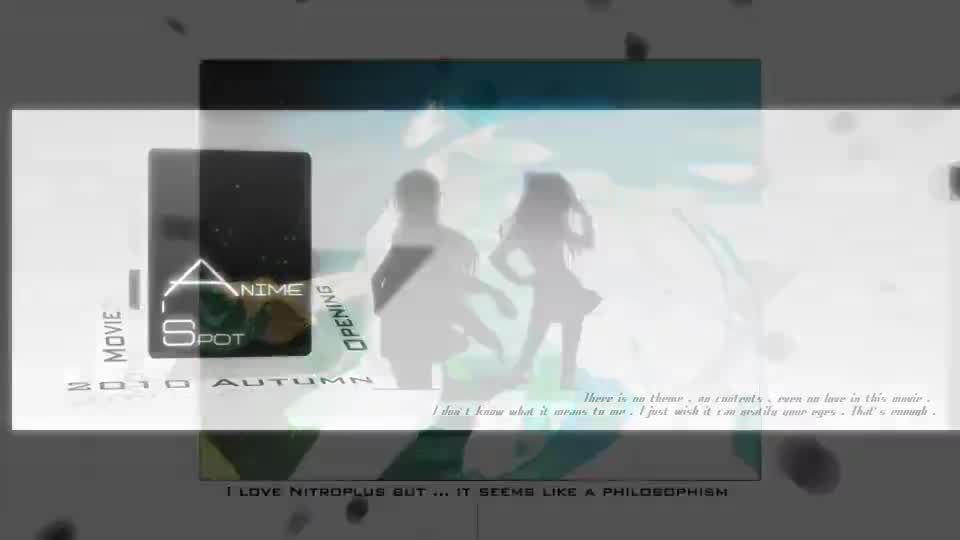 Anime
Spot
Movie
Opening
2010 Autumn
There is no theme , no contents , even no love in this movie .
I don't know what it means to me . I just wish it can gratify your eyes . That's enough .
I love Nitroplus but ... it seems like a philosophism